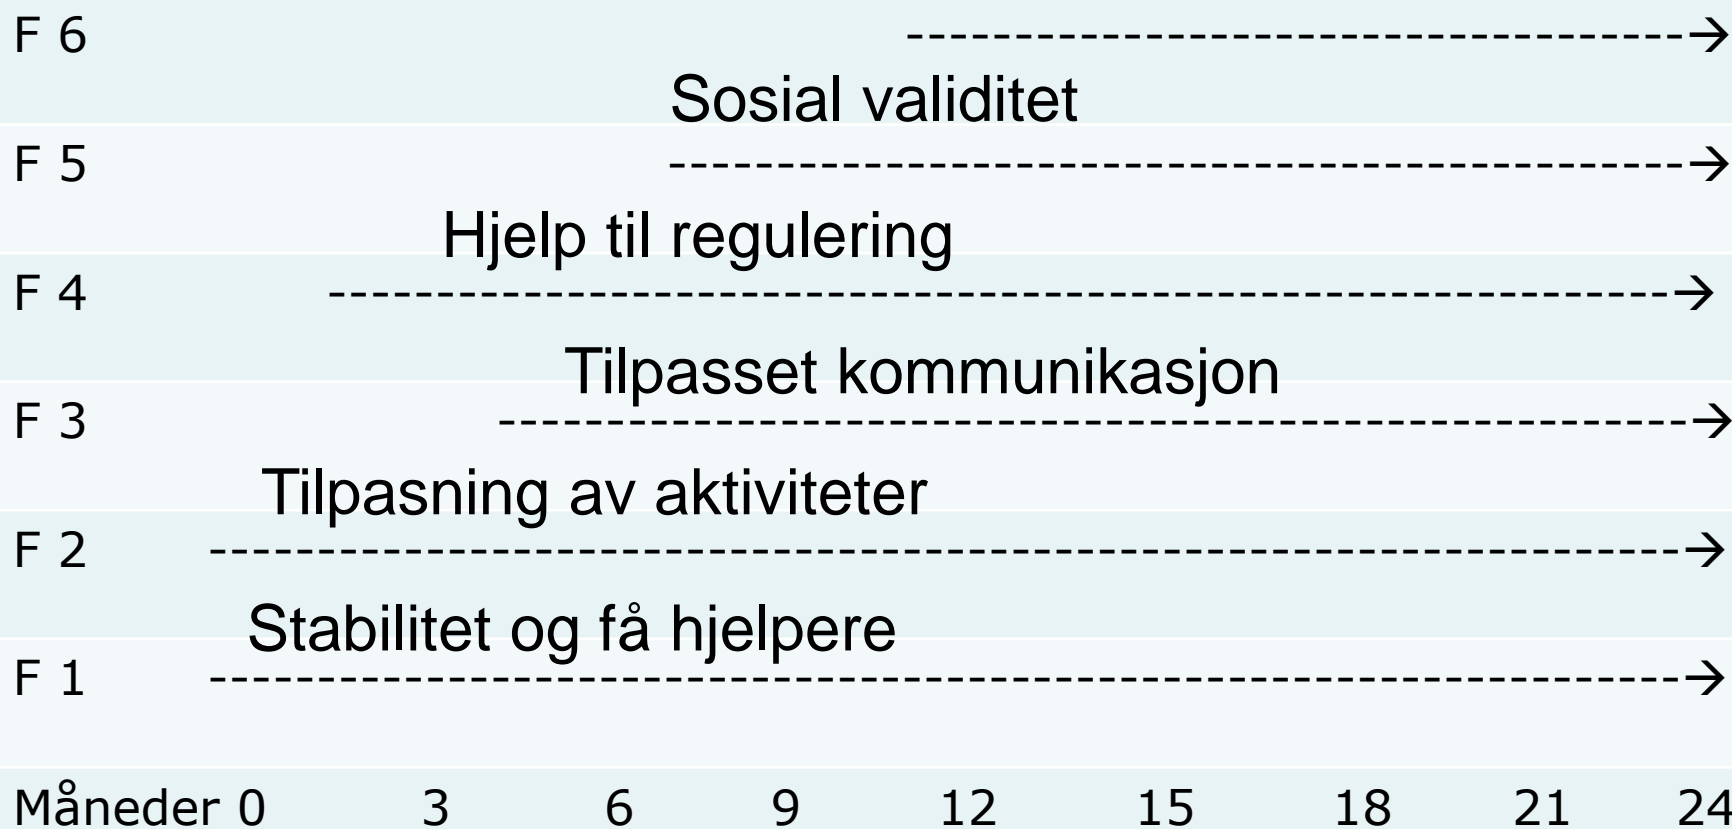 F 6 ------------------------------------→
Sosial validitet
F 5 -----------------------------------------------→
Hjelp til regulering
F 4 --------------------------------------------------------------→
Tilpasset kommunikasjon
F 3 -------------------------------------------------------→
Tilpasning av aktiviteter
F 2 --------------------------------------------------------------------→
Stabilitet og få hjelpere
F 1 --------------------------------------------------------------------→
Måneder 0 3 6 9 12 15 18 21 24